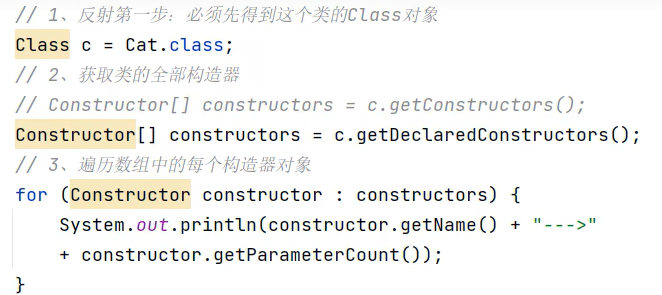 // 1、反射第一步：必须先得到这个类的Class对象
Class c = Cat.class;
// 2、获取类的全部构造器
// Constructor[] constructors = c.getConstructors();
Constructor[] constructors = c.getDeclaredConstructors();
// 3、遍历数组中的每个构造器对象
for (Constructor constructor : constructors) {
    System.out.println(constructor.getName() + "--->"
    + constructor.getParameterCount());
}